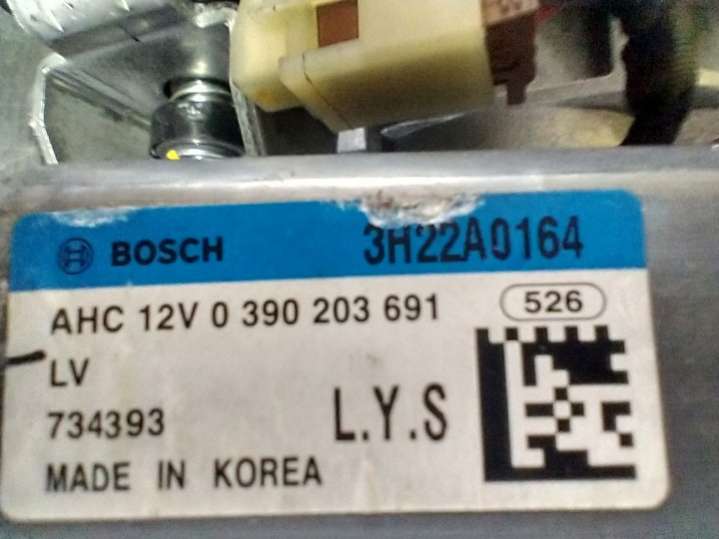 BOSCH 3H22A0164
AHC 12V 0 390 203 691 526
LV
734393 L.Y.S
MADE IN KOREA